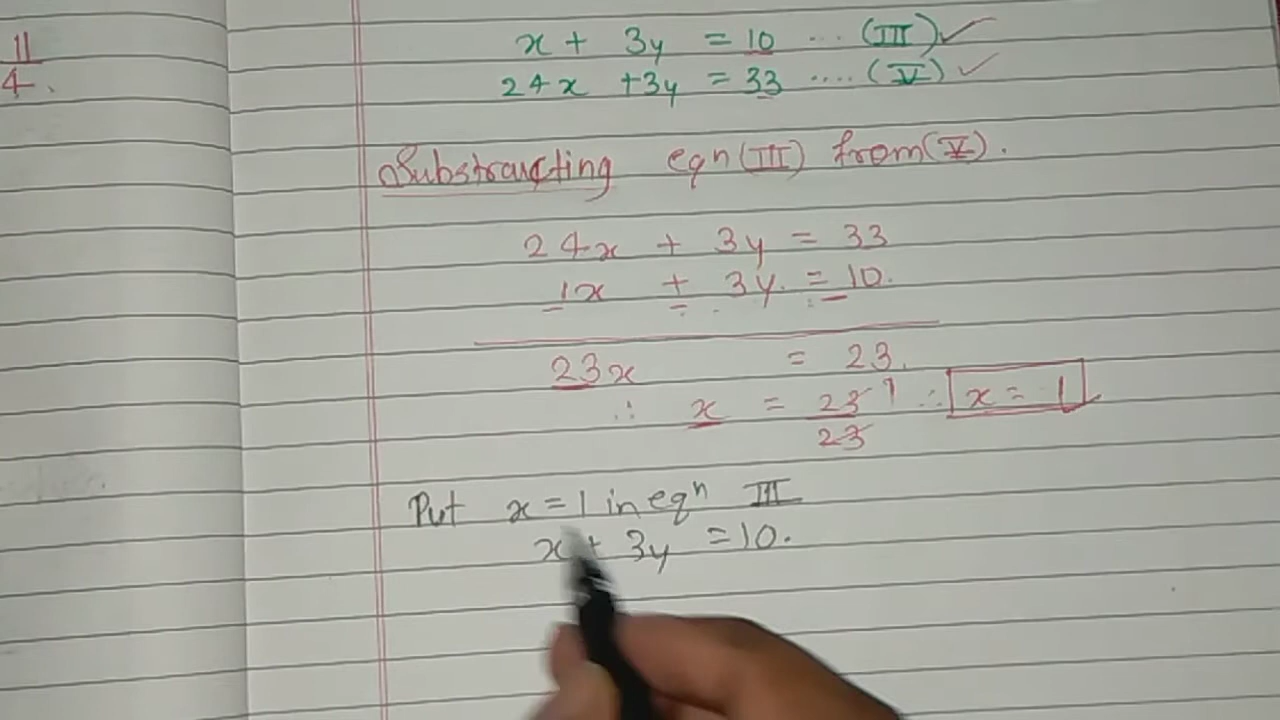 11
4.
x + 3y = 10 ... (III) ✓
24x + 3y = 33 .... (V) ✓
Substracting eqn (III) from (V).
24x + 3y = 33
1x + 3y. = 10.
- - -
23x = 23.
∴ x = 23 1 ∴ x = 1
23
Put x = 1 in eqⁿ III
x + 3y = 10.